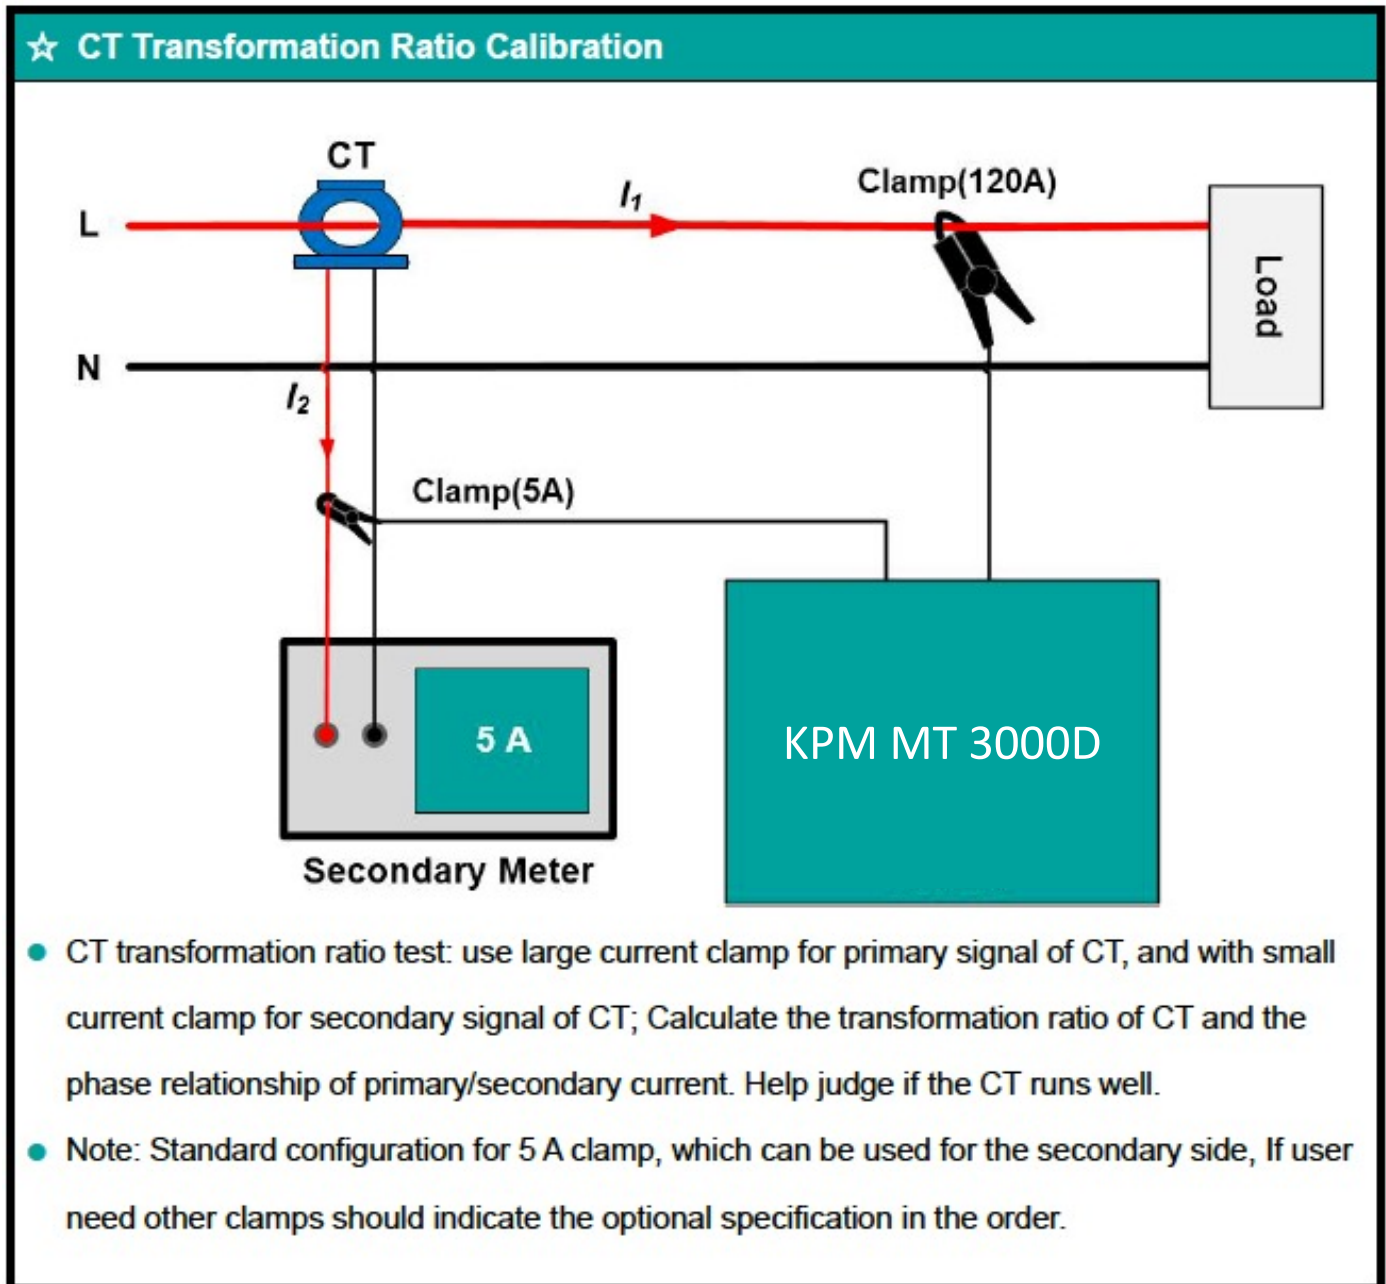 ☆ CT Transformation Ratio Calibration
CT
L
I1
Clamp(120A)
Load
N
I2
Clamp(5A)
5 A
KPM MT 3000D
Secondary Meter
● CT transformation ratio test: use large current clamp for primary signal of CT, and with small
current clamp for secondary signal of CT; Calculate the transformation ratio of CT and the
phase relationship of primary/secondary current. Help judge if the CT runs well.
● Note: Standard configuration for 5 A clamp, which can be used for the secondary side, If user
need other clamps should indicate the optional specification in the order.